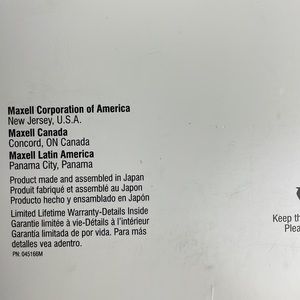 Maxell Corporation of America
New Jersey, U.S.A.
Maxell Canada
Concord, ON Canada
Maxell Latin America
Panama City, Panama
Product made and assembled in Japan
Produit fabriqué et assemblé au Japon
Producto hecho y ensamblado en Japón
Limited Lifetime Warranty-Details Inside
Garantie limitée à vie-Détails à l'intérieur
Garantía limitada de por vida. Para más
detalles vea adentro.
PN: 045166M
Keep th
Plea